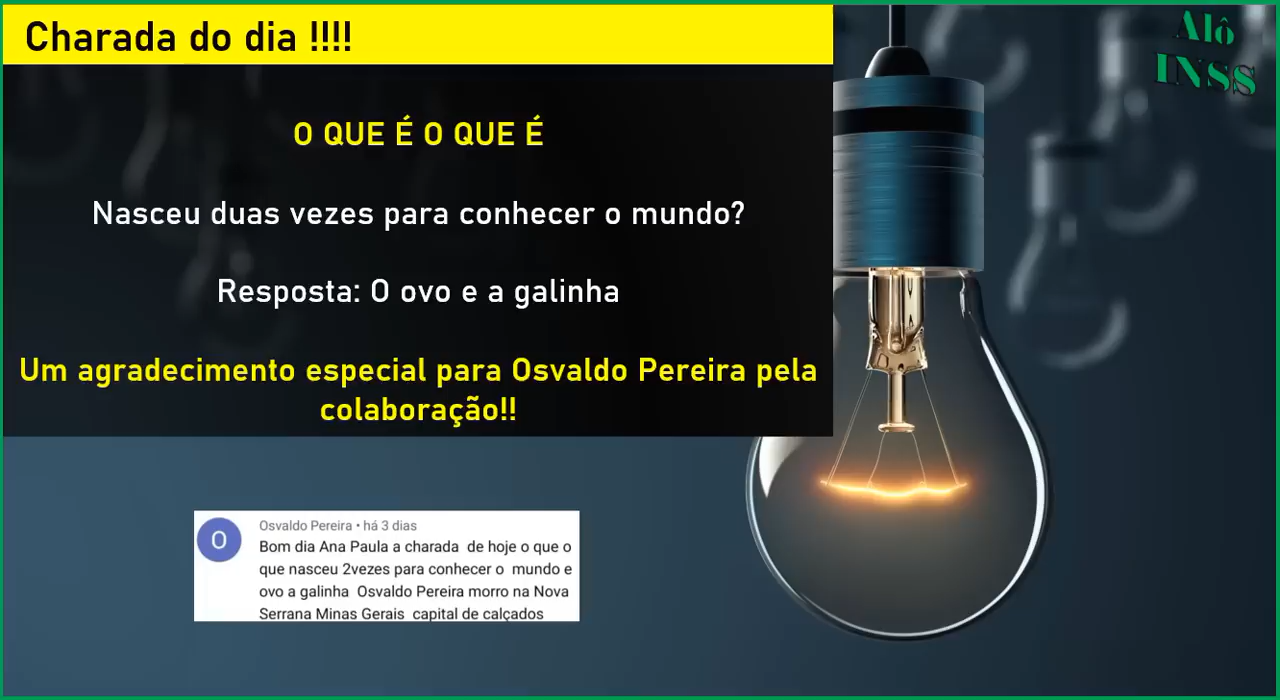 Charada do dia !!!!
Alô
INSS
O QUE É O QUE É
Nasceu duas vezes para conhecer o mundo?
Resposta: O ovo e a galinha
Um agradecimento especial para Osvaldo Pereira pela
colaboração!!
O
Osvaldo Pereira • há 3 dias
Bom dia Ana Paula a charada de hoje o que o
que nasceu 2vezes para conhecer o mundo e
ovo a galinha Osvaldo Pereira morro na Nova
Serrana Minas Gerais capital de calçados